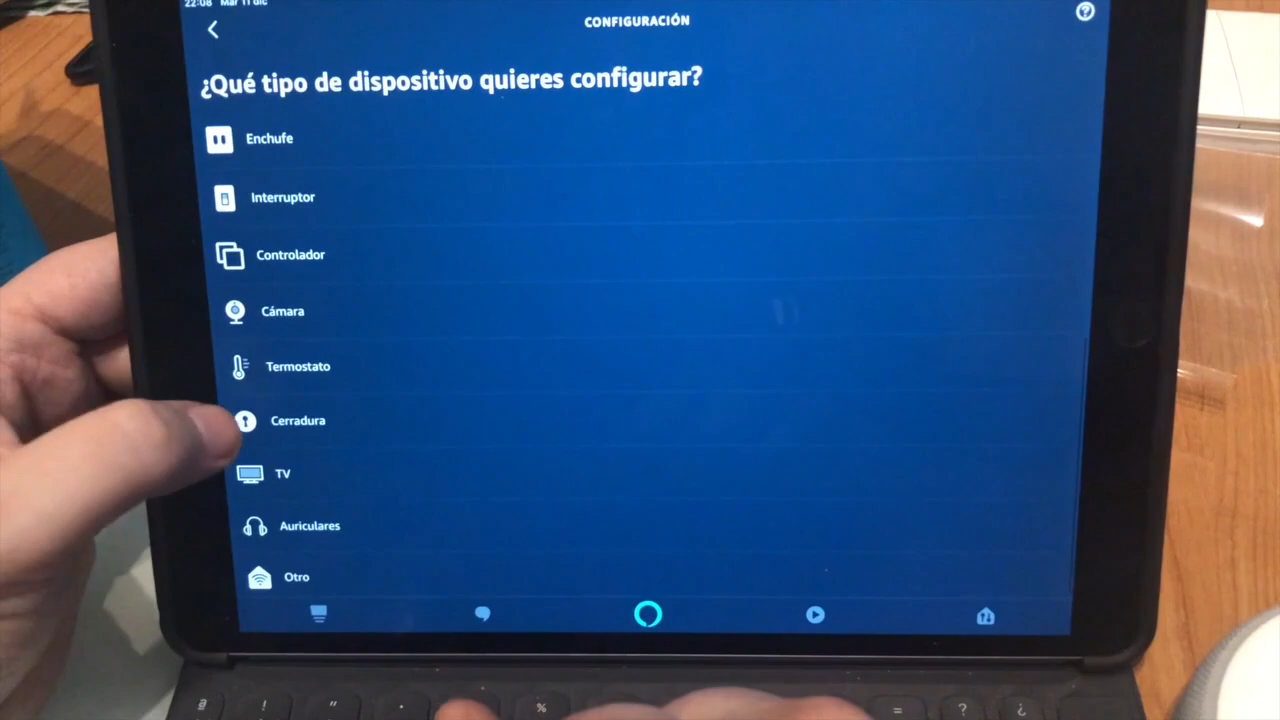 22:08 Mar 11 dic
CONFIGURACIÓN
¿Qué tipo de dispositivo quieres configurar?
Enchufe
Interruptor
Controlador
Cámara
Termostato
Cerradura
TV
Auriculares
Otro
ª ! " · % = ? ¿